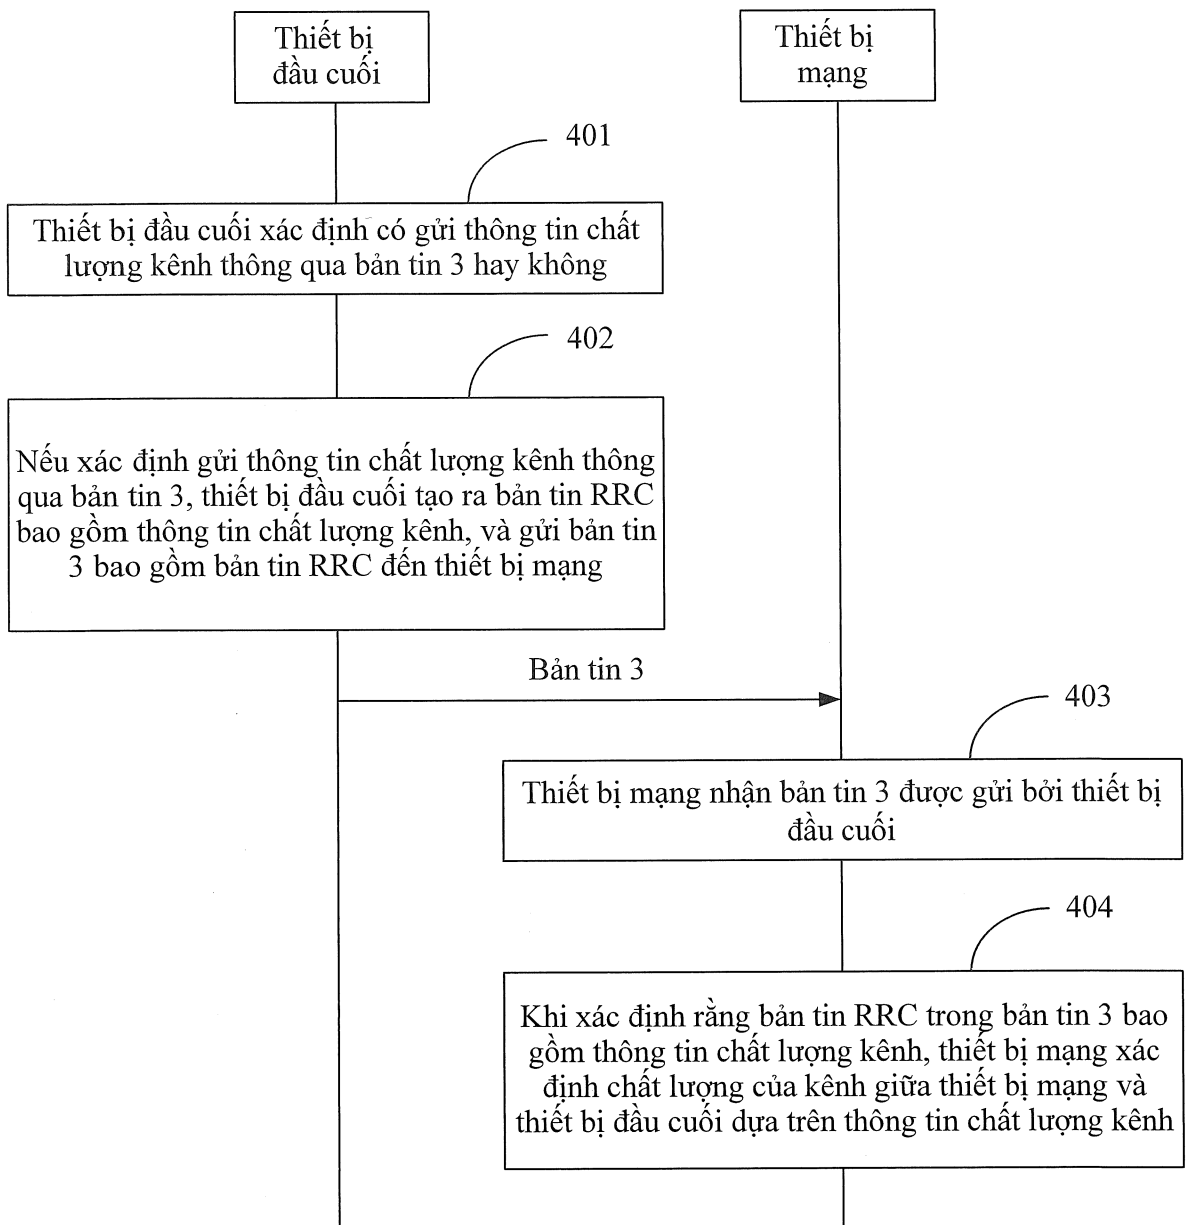 Thiết bị
đầu cuối
Thiết bị
mạng
401
Thiết bị đầu cuối xác định có gửi thông tin chất
lượng kênh thông qua bản tin 3 hay không
402
Nếu xác định gửi thông tin chất lượng kênh thông
qua bản tin 3, thiết bị đầu cuối tạo ra bản tin RRC
bao gồm thông tin chất lượng kênh, và gửi bản tin
3 bao gồm bản tin RRC đến thiết bị mạng
Bản tin 3
403
Thiết bị mạng nhận bản tin 3 được gửi bởi thiết bị
đầu cuối
404
Khi xác định rằng bản tin RRC trong bản tin 3 bao
gồm thông tin chất lượng kênh, thiết bị mạng xác
định chất lượng của kênh giữa thiết bị mạng và
thiết bị đầu cuối dựa trên thông tin chất lượng kênh